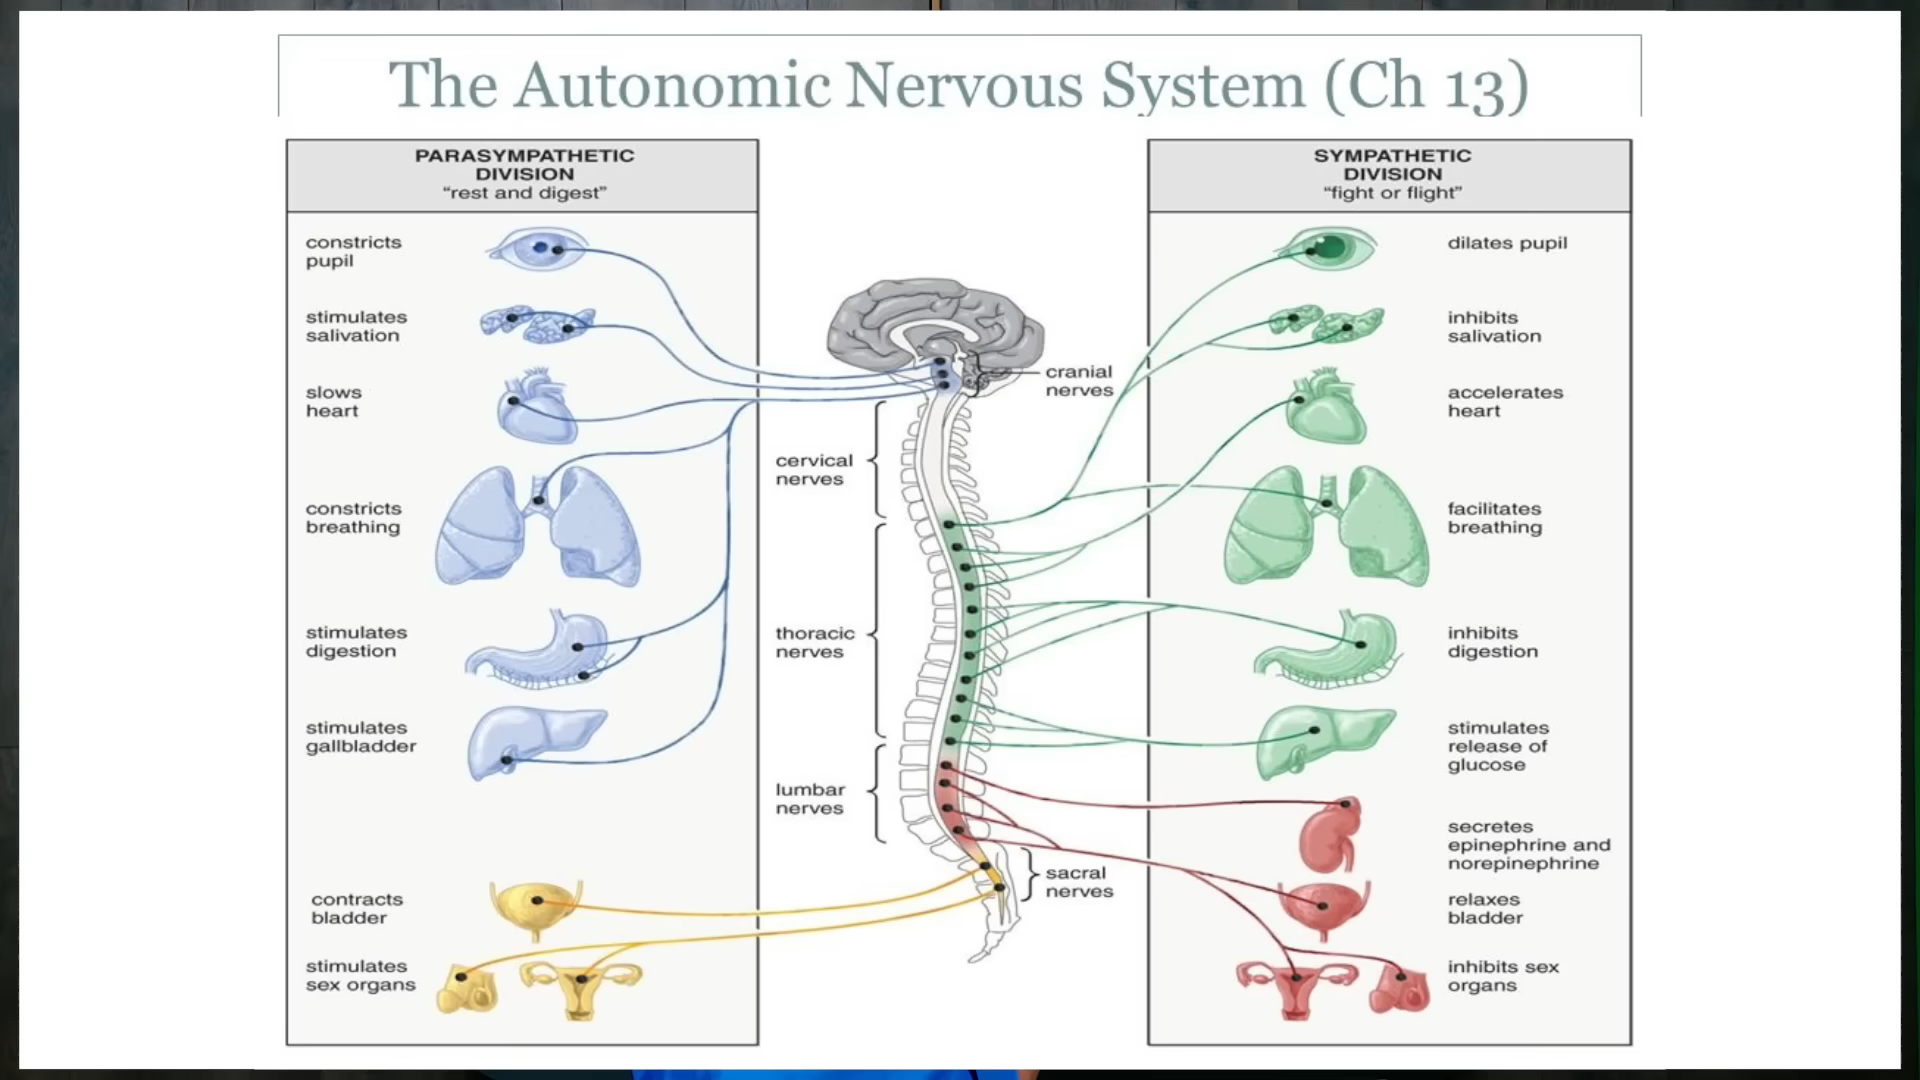 The Autonomic Nervous System (Ch 13)
PARASYMPATHETIC
DIVISION
“rest and digest”
constricts
pupil
stimulates
salivation
slows
heart
constricts
breathing
stimulates
digestion
stimulates
gallbladder
contracts
bladder
stimulates
sex organs
cranial
nerves
cervical
nerves
thoracic
nerves
lumbar
nerves
sacral
nerves
SYMPATHETIC
DIVISION
“fight or flight”
dilates pupil
inhibits
salivation
accelerates
heart
facilitates
breathing
inhibits
digestion
stimulates
release of
glucose
secretes
epinephrine and
norepinephrine
relaxes
bladder
inhibits sex
organs